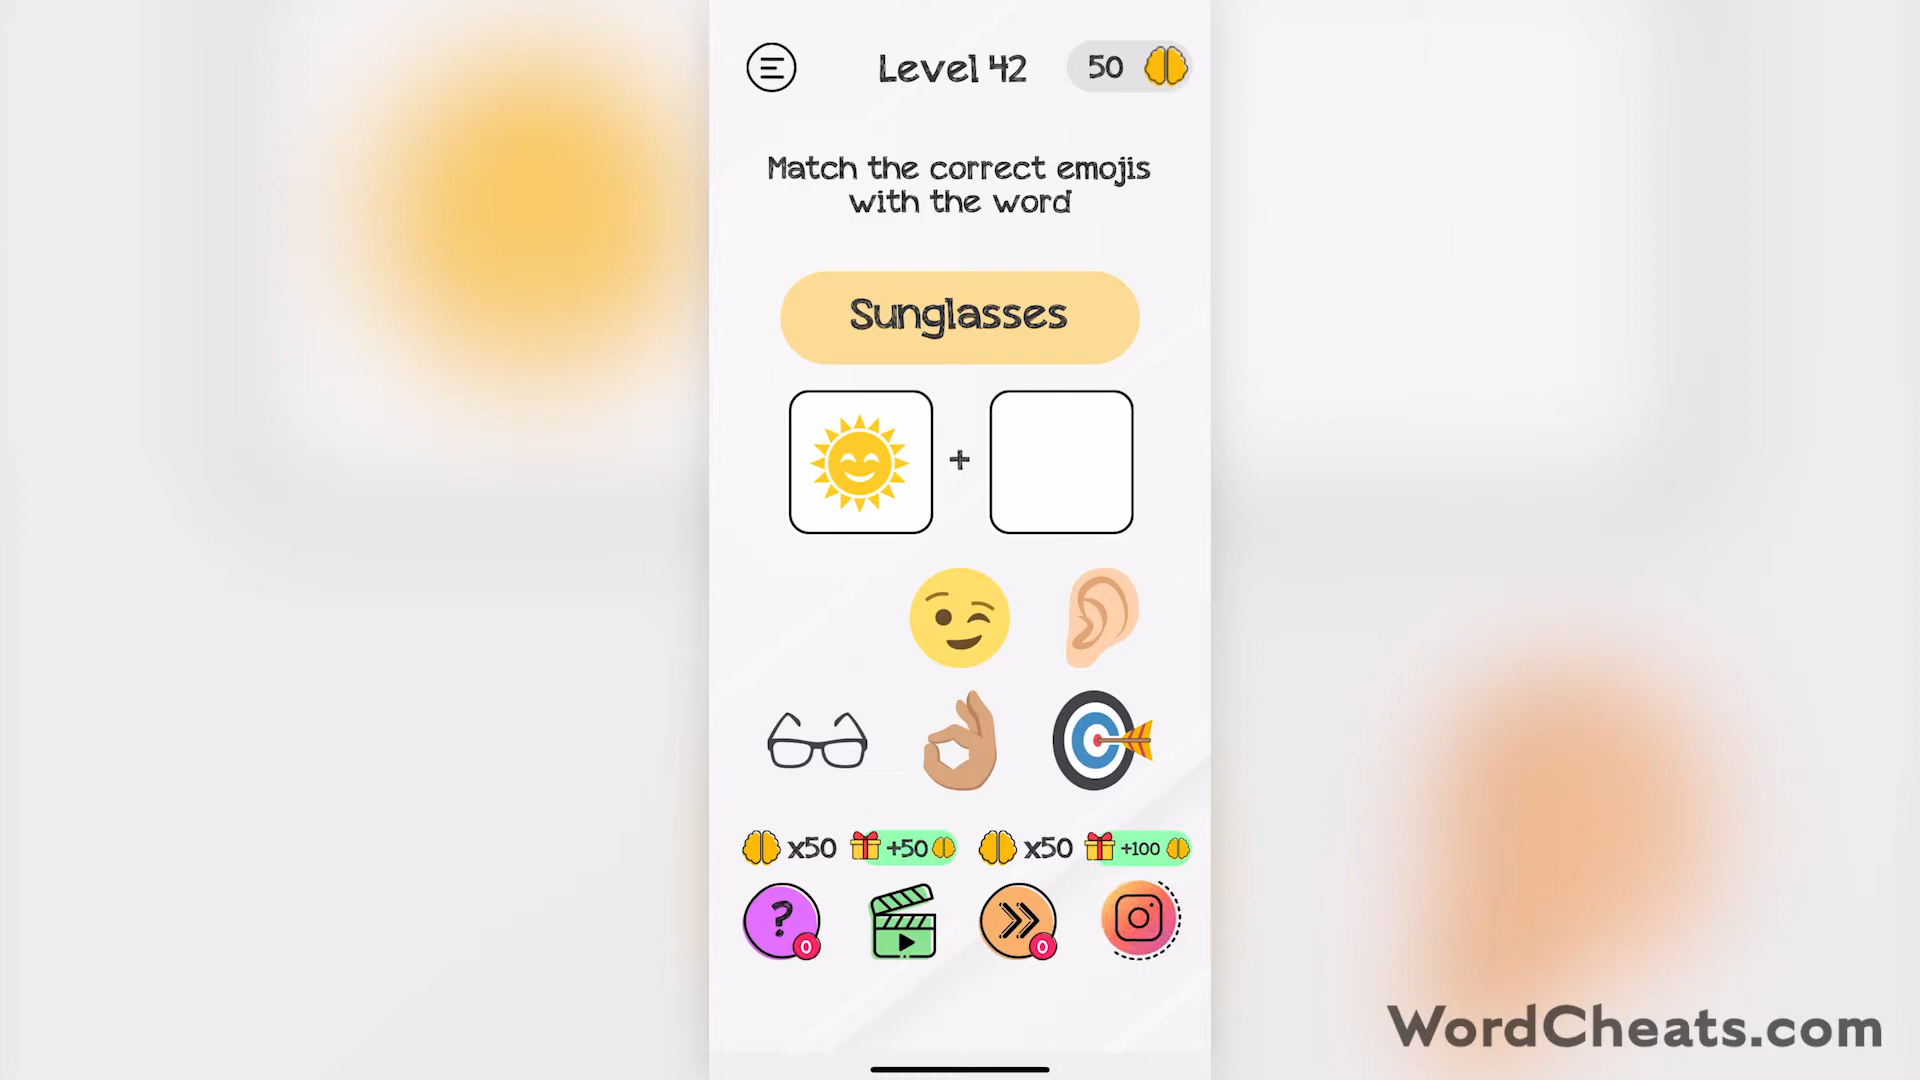 Level 42
50
Match the correct emojis
with the word
Sunglasses
+
x50 +50 x50 +100
? 0 0
WordCheats.com